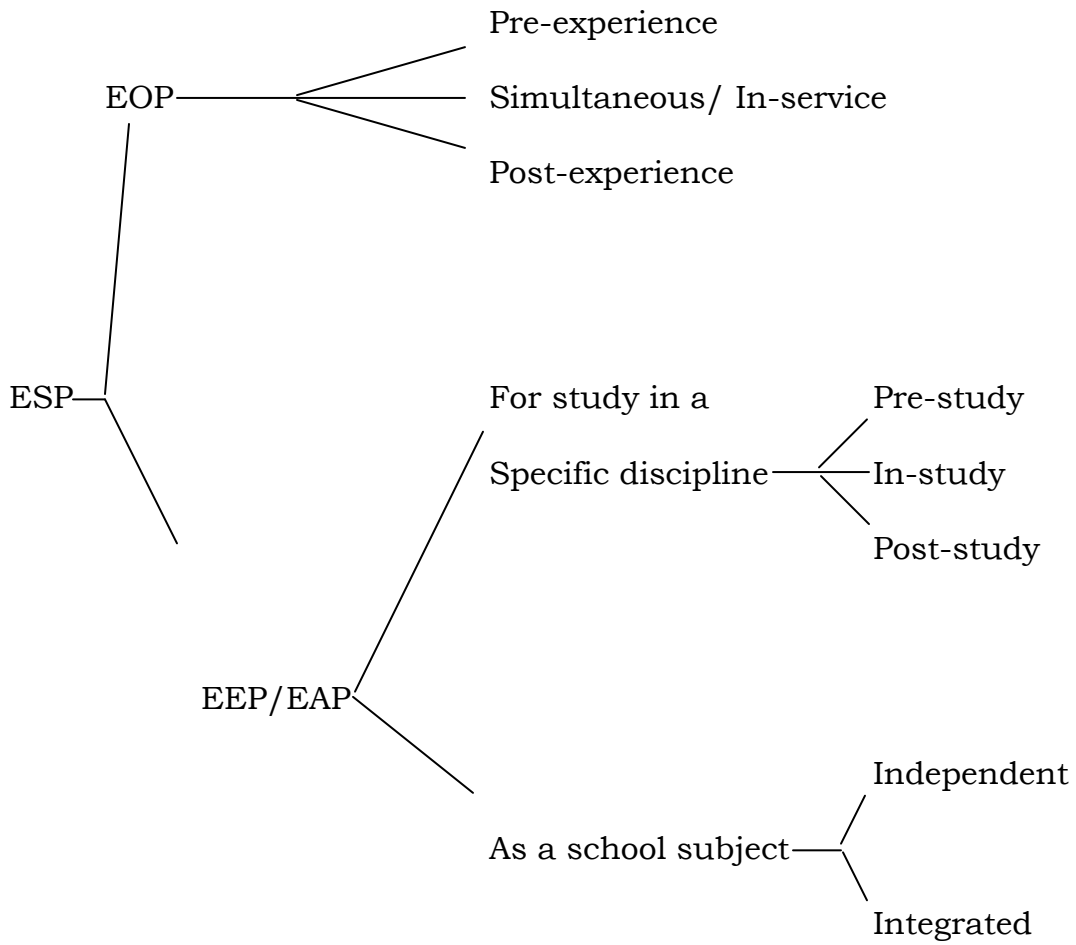 Pre-experience
EOP
Simultaneous/ In-service
Post-experience
ESP
For study in a
Pre-study
Specific discipline
In-study
Post-study
EEP/EAP
Independent
As a school subject
Integrated